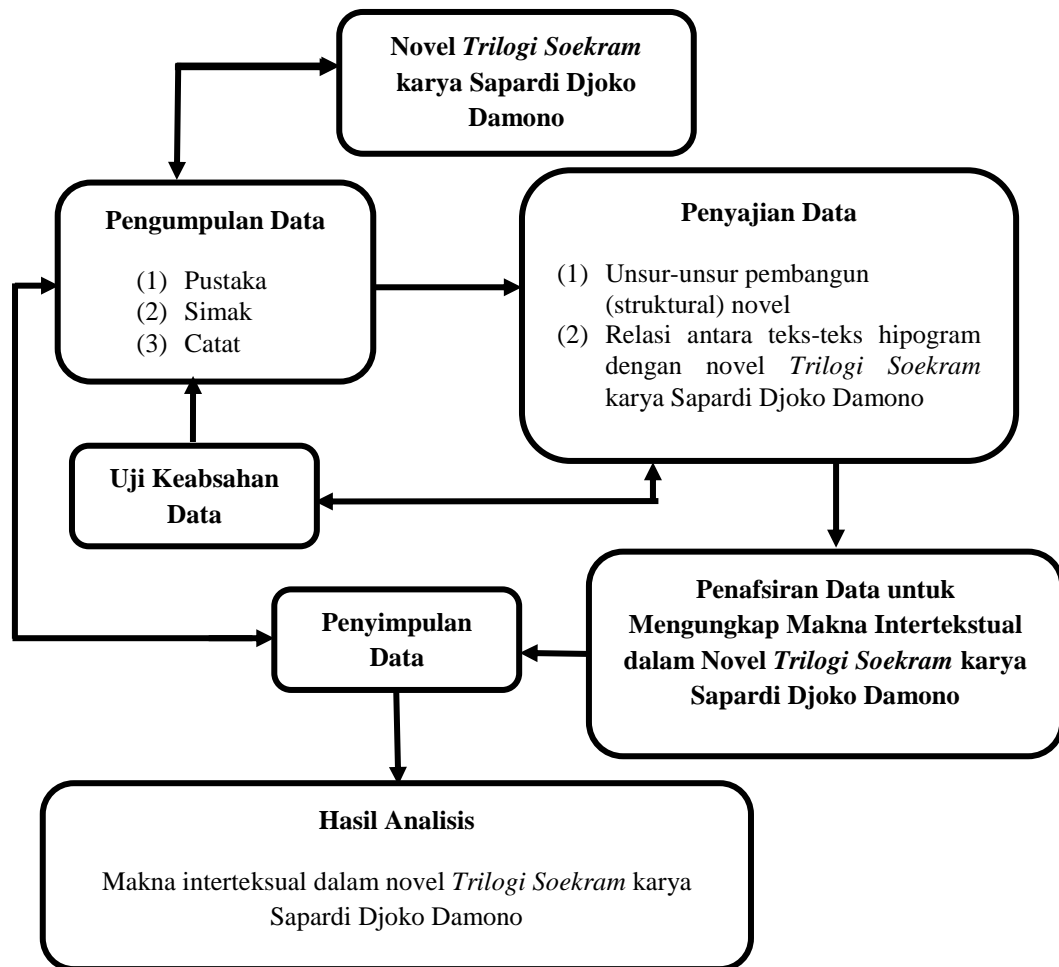 Novel Trilogi Soekram
karya Sapardi Djoko
Damono
Pengumpulan Data
(1) Pustaka
(2) Simak
(3) Catat
Penyajian Data
(1) Unsur-unsur pembangun
(struktural) novel
(2) Relasi antara teks-teks hipogram
dengan novel Trilogi Soekram
karya Sapardi Djoko Damono
Uji Keabsahan
Data
Penyimpulan
Data
Penafsiran Data untuk
Mengungkap Makna Intertekstual
dalam Novel Trilogi Soekram karya
Sapardi Djoko Damono
Hasil Analisis
Makna interteksual dalam novel Trilogi Soekram karya
Sapardi Djoko Damono